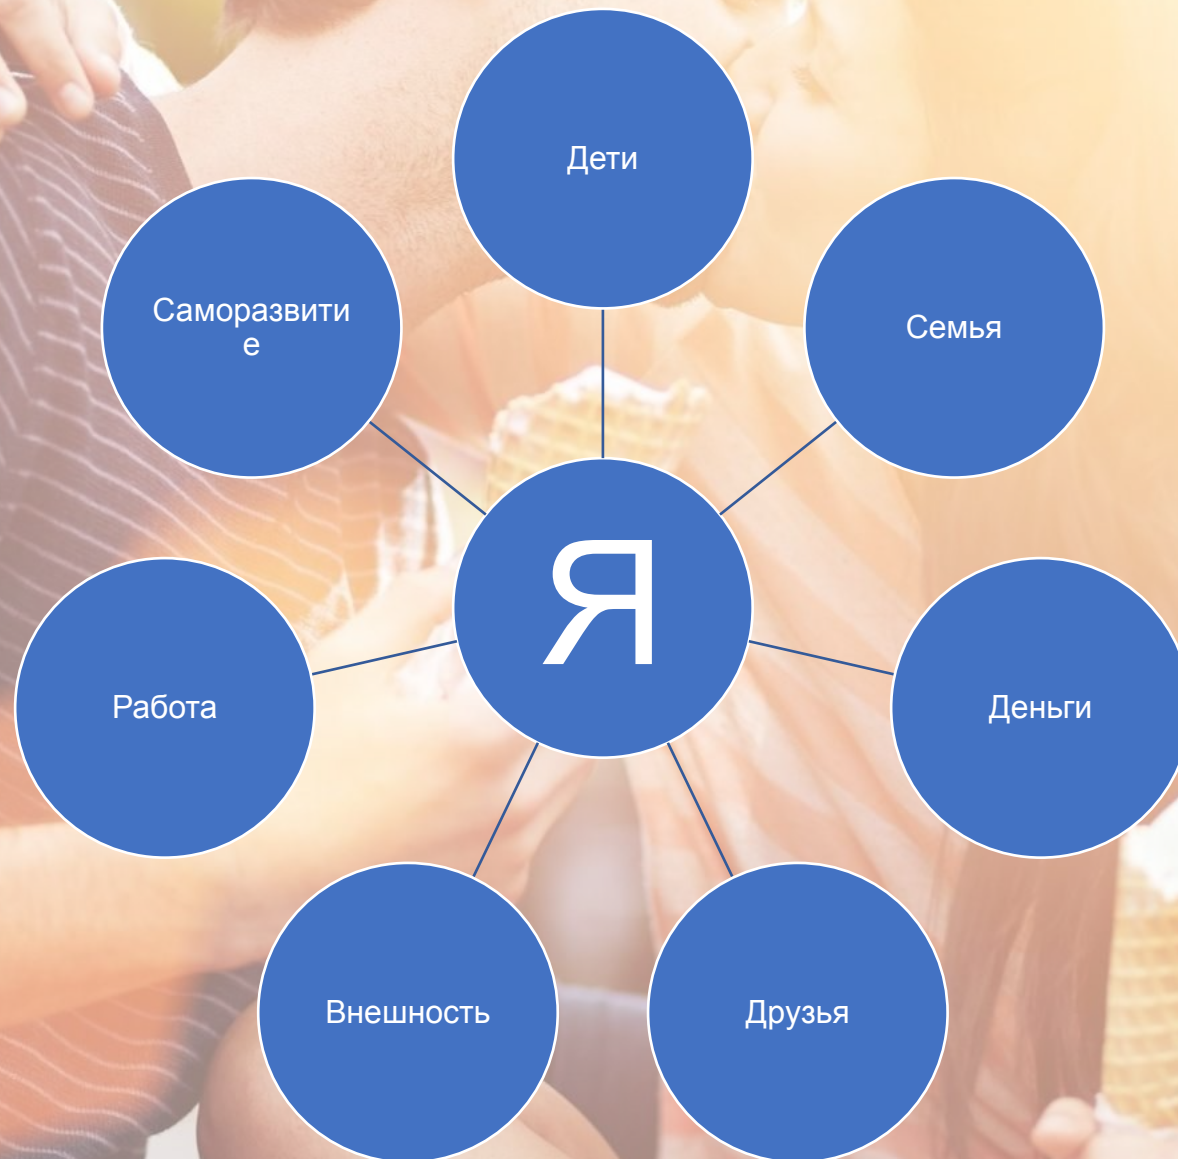 Дети
Саморазвити
е
Семья
Я
Работа
Деньги
Внешность
Друзья